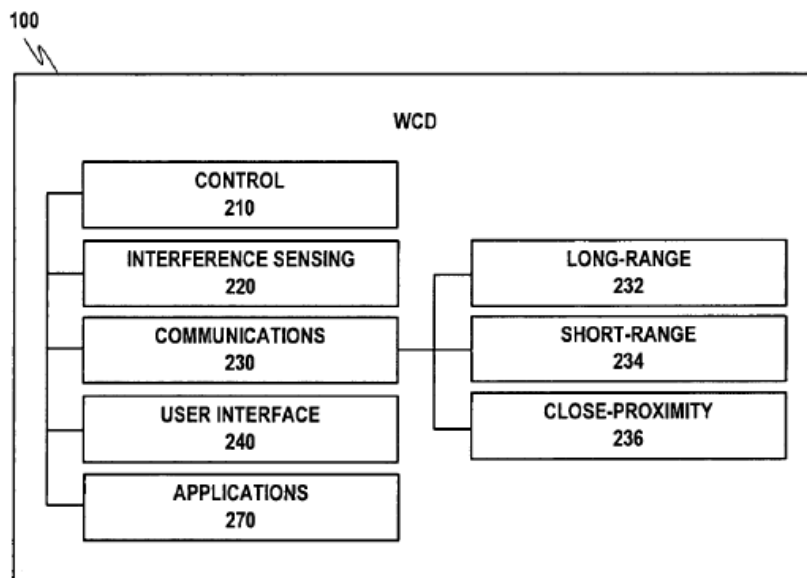 100
WCD
CONTROL
210
INTERFERENCE SENSING
220
COMMUNICATIONS
230
USER INTERFACE
240
APPLICATIONS
270
LONG-RANGE
232
SHORT-RANGE
234
CLOSE-PROXIMITY
236